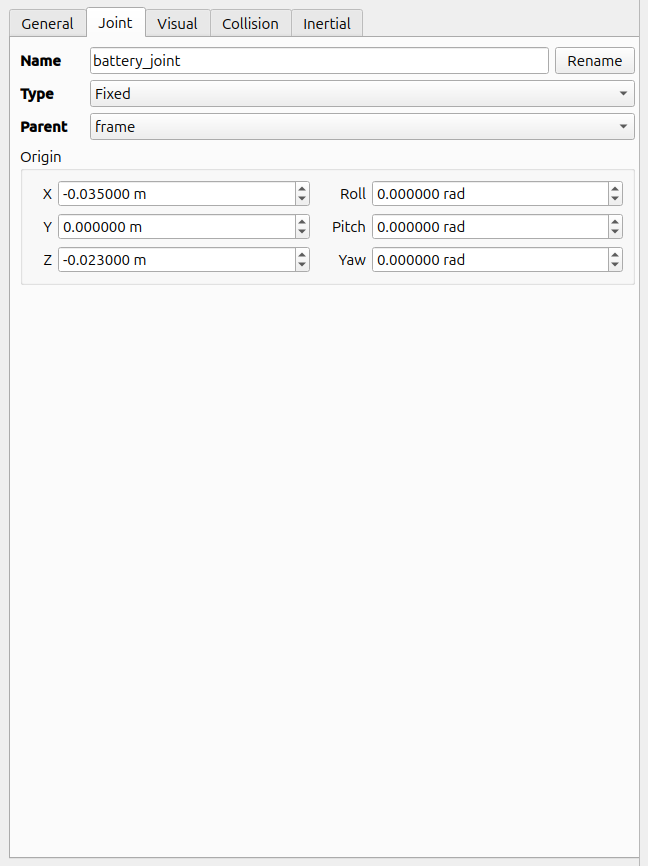 General Joint Visual Collision Inertial
Name battery_joint Rename
Type Fixed
Parent frame
Origin
X -0.035000 m Roll 0.000000 rad
Y 0.000000 m Pitch 0.000000 rad
Z -0.023000 m Yaw 0.000000 rad